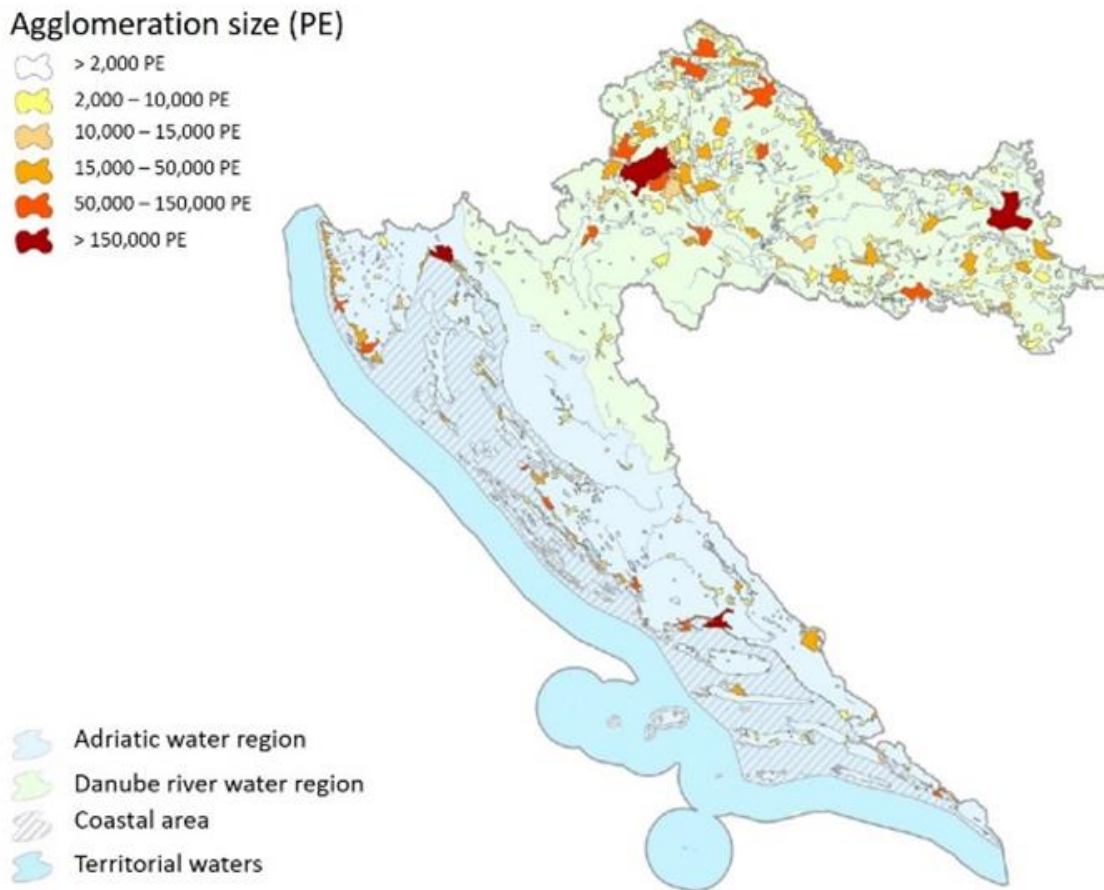 Agglomeration size (PE)
> 2,000 PE
2,000 – 10,000 PE
10,000 – 15,000 PE
15,000 – 50,000 PE
50,000 – 150,000 PE
> 150,000 PE
Adriatic water region
Danube river water region
Coastal area
Territorial waters